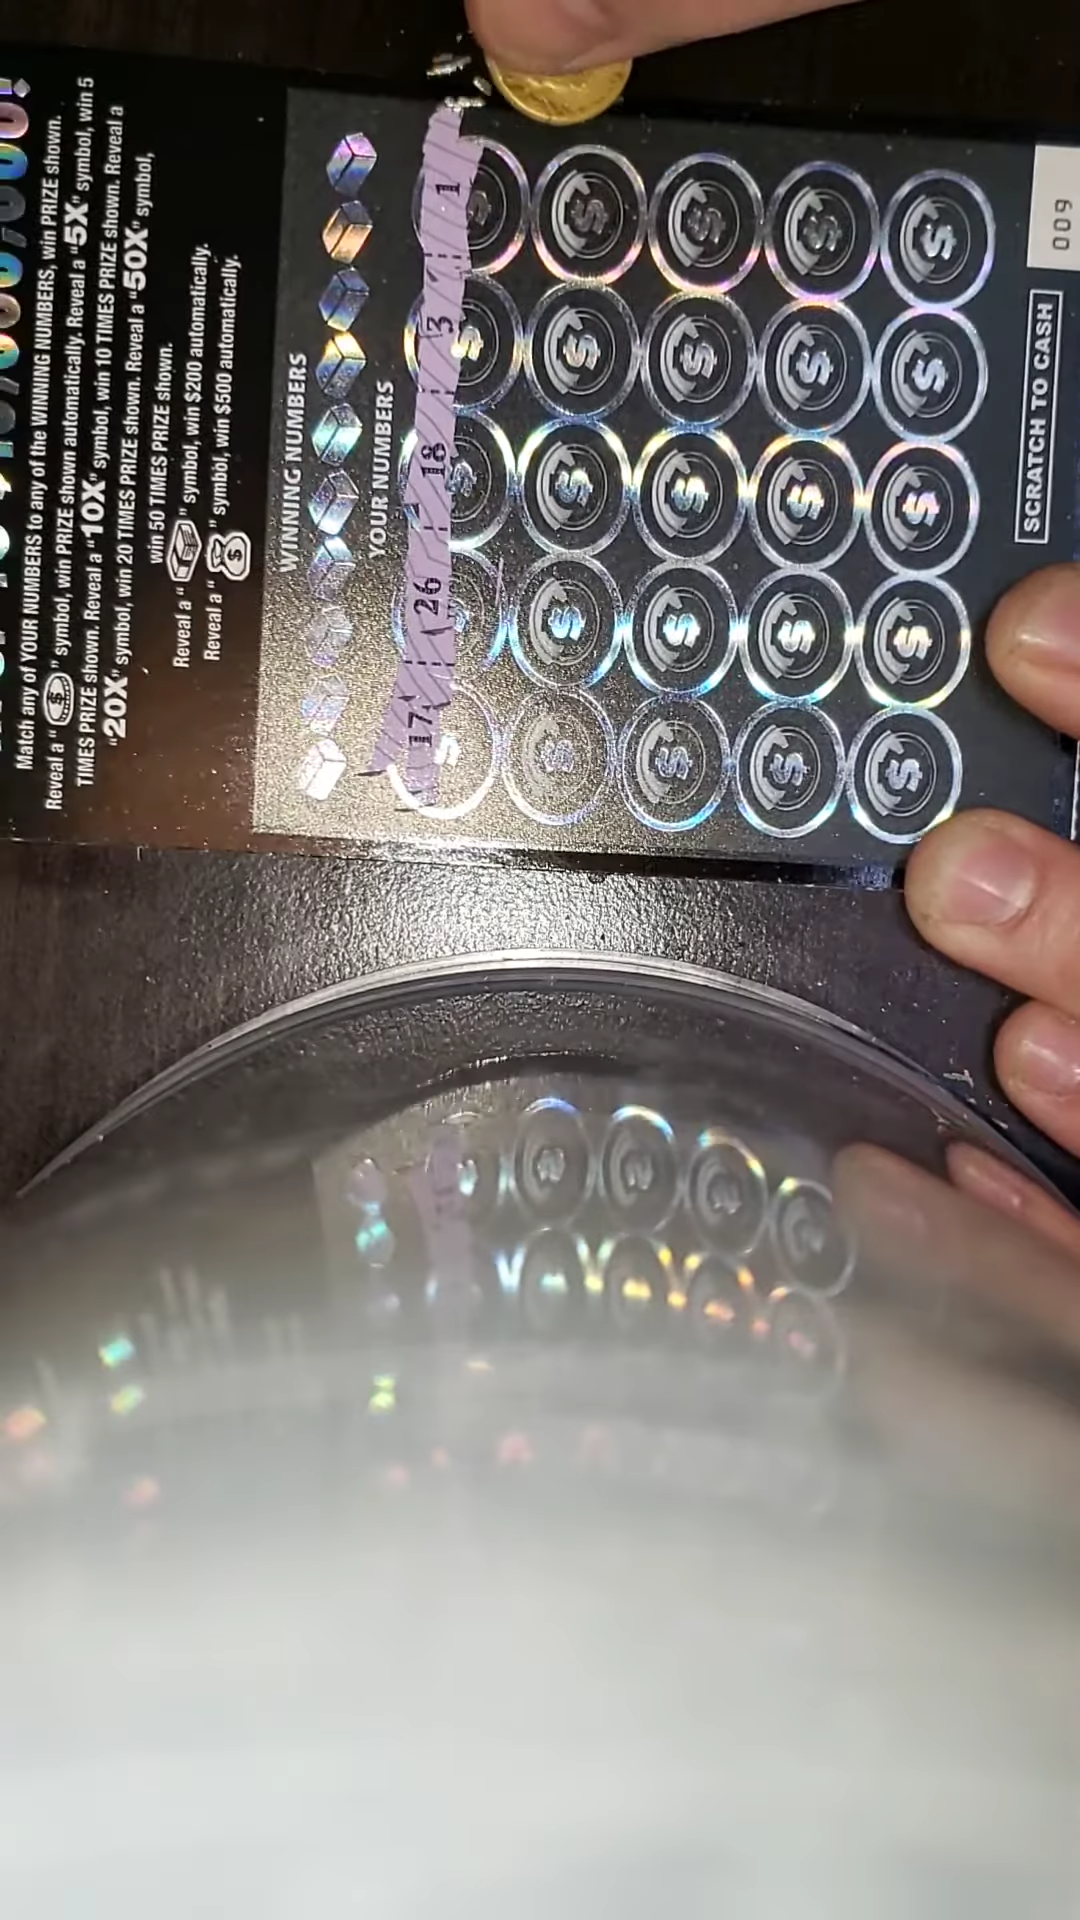 Match any of YOUR NUMBERS to any of the WINNING NUMBERS, win PRIZE shown.
Reveal a " " symbol, win PRIZE shown automatically. Reveal a "5X" symbol, win 5
TIMES PRIZE shown. Reveal a "10X" symbol, win 10 TIMES PRIZE shown. Reveal a
"20X" symbol, win 20 TIMES PRIZE shown. Reveal a "50X" symbol,
win 50 TIMES PRIZE shown.
Reveal a " " symbol, win $200 automatically.
Reveal a " " symbol, win $500 automatically.
WINNING NUMBERS
YOUR NUMBERS
17 26 18 3 1
SCRATCH TO CASH
009